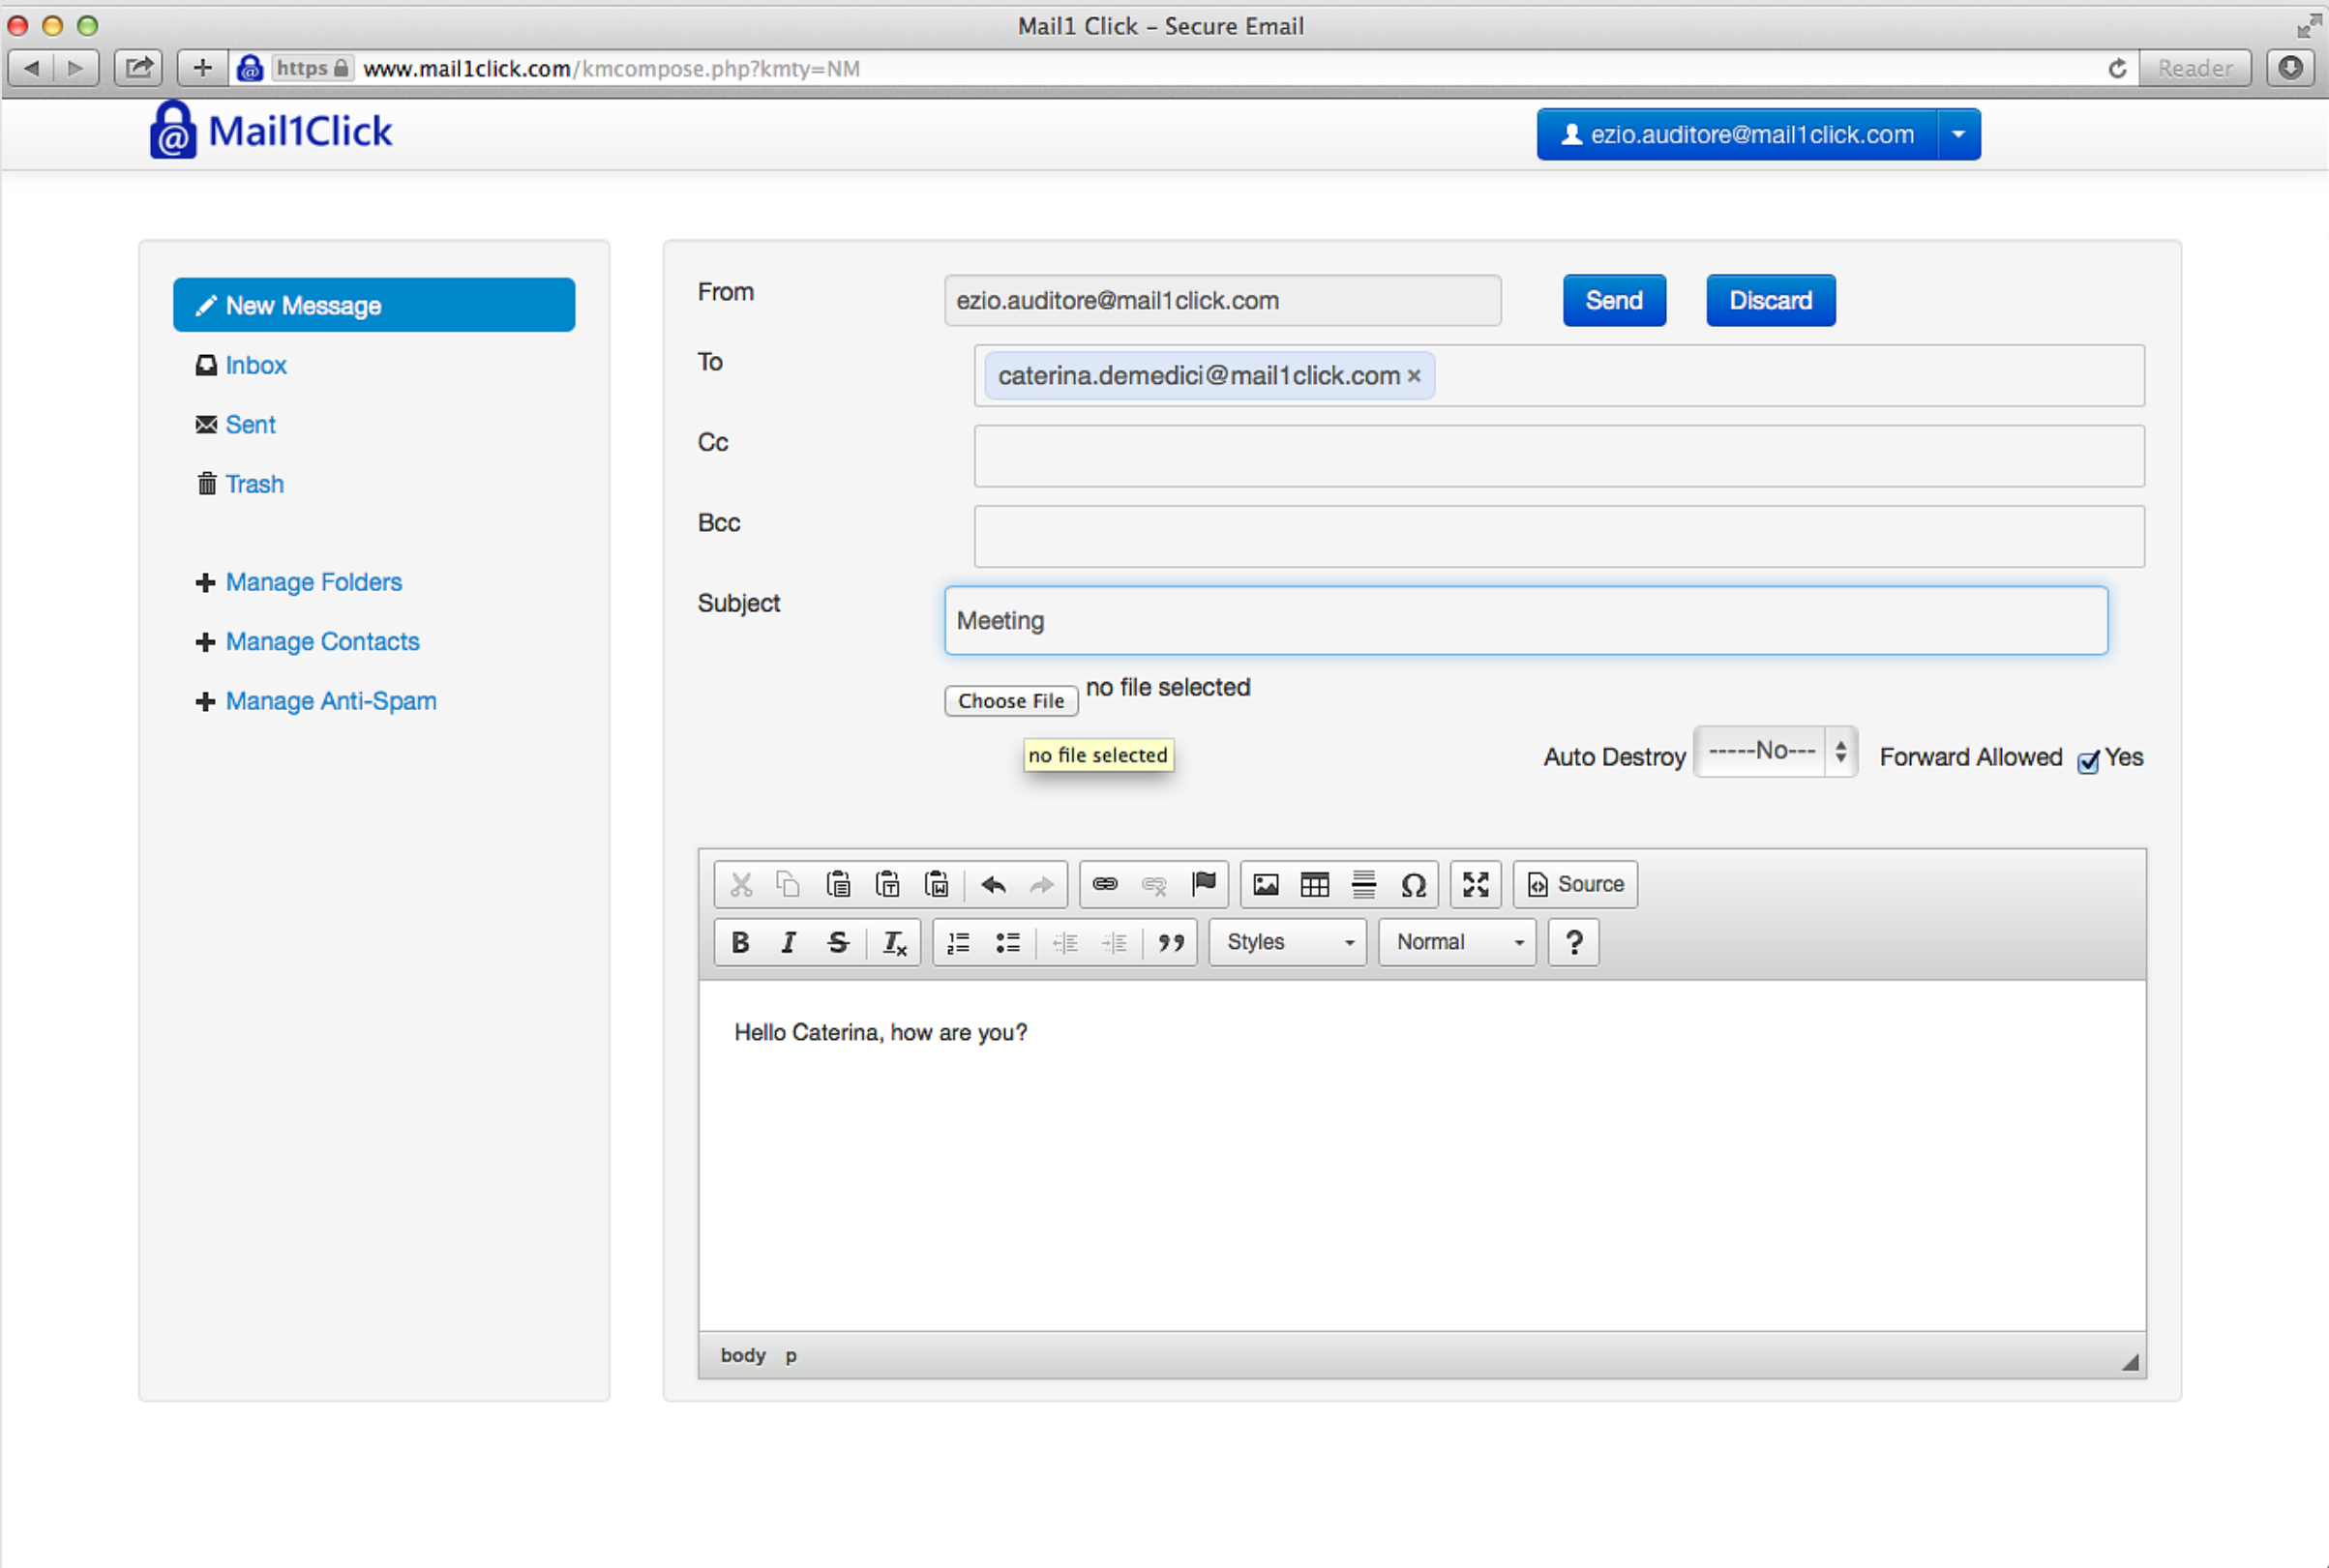 Mail1 Click – Secure Email
https www.mail1click.com/kmcompose.php?kmty=NM Reader
@ Mail1Click
ezio.auditore@mail1click.com
New Message
Inbox
Sent
Trash
Manage Folders
Manage Contacts
Manage Anti-Spam
From ezio.auditore@mail1click.com Send Discard
To caterina.demedici@mail1click.com ×
Cc
Bcc
Subject Meeting
Choose File no file selected
no file selected
Auto Destroy -----No--- Forward Allowed Yes
Ω Source
B I S Tx Styles Normal ?
Hello Caterina, how are you?
body p